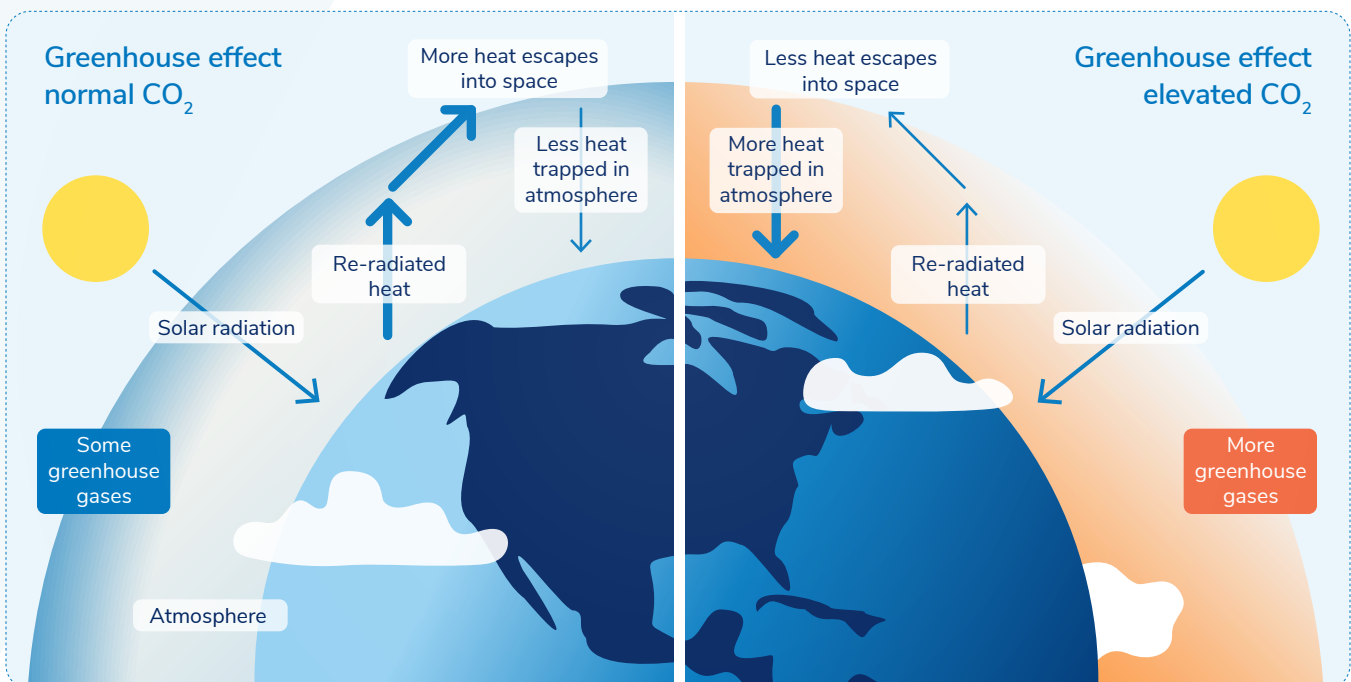 Greenhouse effect
normal CO₂
More heat escapes
into space
Less heat
trapped in
atmosphere
Re-radiated
heat
Solar radiation
Some
greenhouse
gases
Atmosphere
Less heat escapes
into space
Greenhouse effect
elevated CO₂
More heat
trapped in
atmosphere
Re-radiated
heat
Solar radiation
More
greenhouse
gases